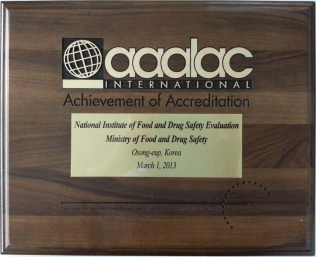 aaalac
INTERNATIONAL
Achievement of Accreditation
National Institute of Food and Drug Safety Evaluation
Ministry of Food and Drug Safety
Osong-eup, Korea
March 1, 2013